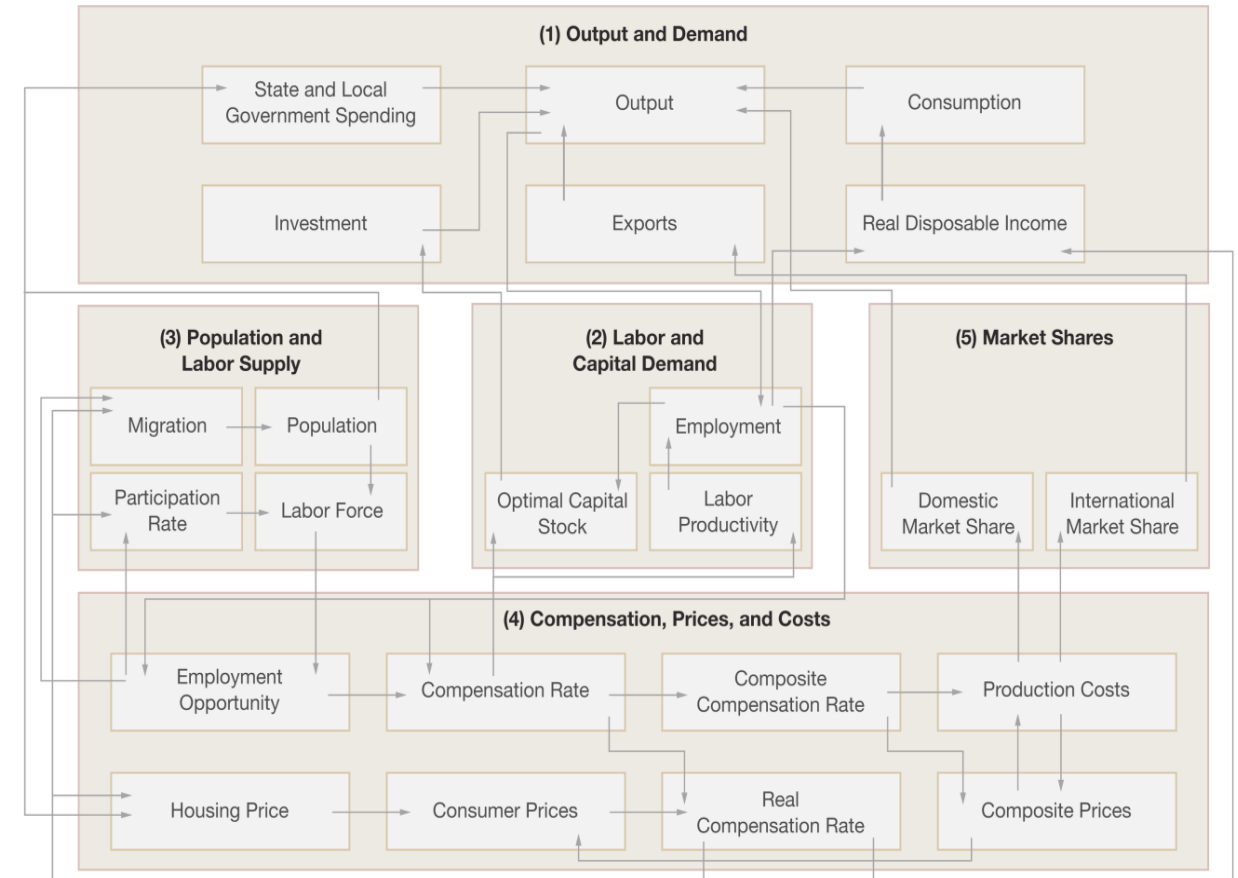 (1) Output and Demand
State and Local
Government Spending
Output
Consumption
Investment
Exports
Real Disposable Income
(3) Population and
Labor Supply
Migration
Population
Participation
Rate
Labor Force
(2) Labor and
Capital Demand
Employment
Optimal Capital
Stock
Labor
Productivity
(5) Market Shares
Domestic
Market Share
International
Market Share
(4) Compensation, Prices, and Costs
Employment
Opportunity
Compensation Rate
Composite
Compensation Rate
Production Costs
Housing Price
Consumer Prices
Real
Compensation Rate
Composite Prices